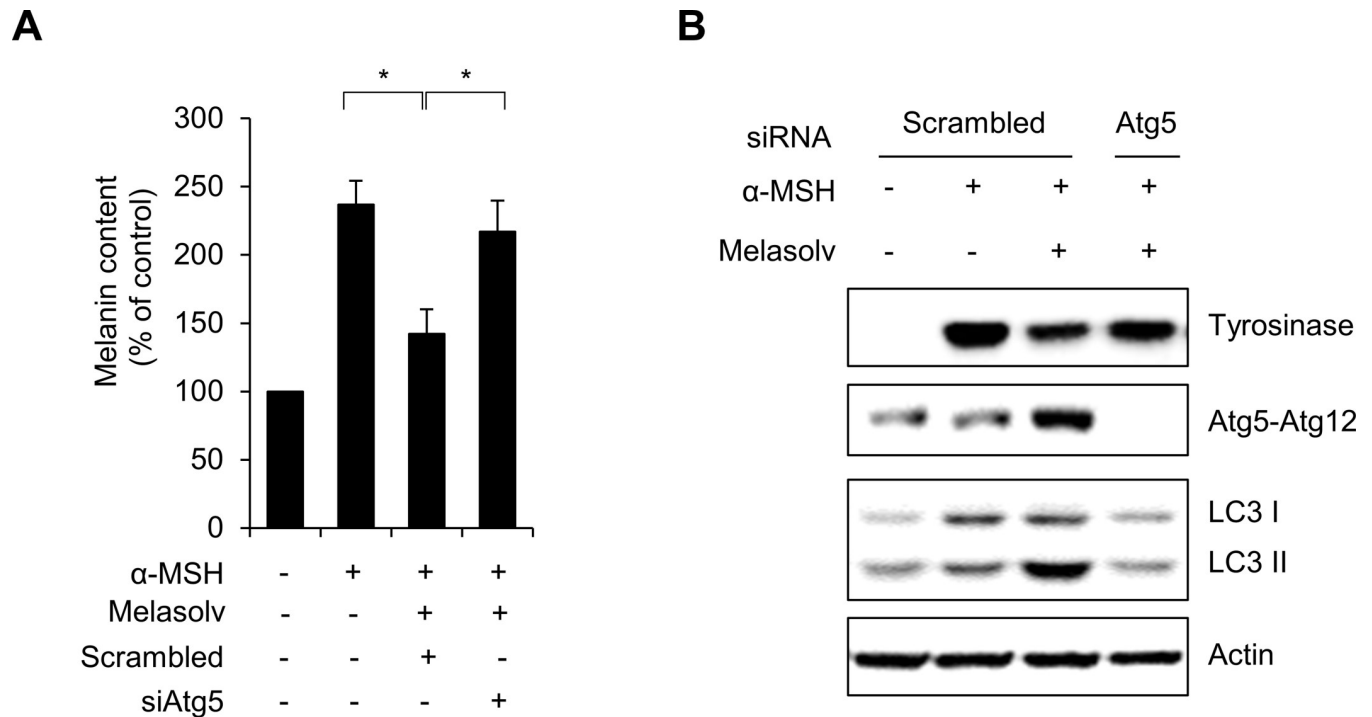 A
* *
300
250
200
150
100
50
0
Melanin content
(% of control)
α-MSH - + + +
Melasolv - - + +
Scrambled - - + -
siAtg5 - - - +
B
siRNA Scrambled Atg5
α-MSH - + + +
Melasolv - - + +
Tyrosinase
Atg5-Atg12
LC3 I
LC3 II
Actin